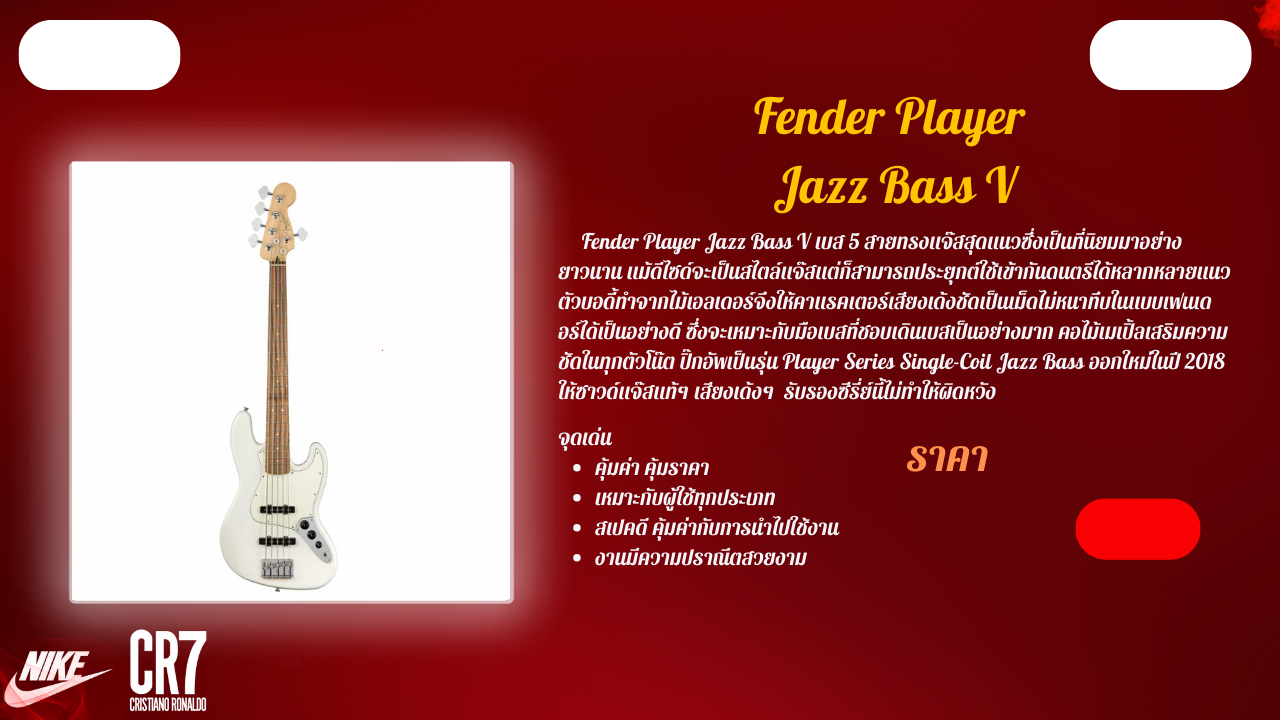 Fender Player
Jazz Bass V
Fender Player Jazz Bass V เบส 5 สายทรงแจ๊สสุดแนวซึ่งเป็นที่นิยมมาอย่าง
ยาวนาน แม้ดีไซด์จะเป็นสไตล์แจ๊สแต่ก็สามารถประยุกต์ใช้เข้ากันดนตรีได้หลากหลายแนว
ตัวบอดี้ทำจากไม้เอลเดอร์จึงให้คาแรคเตอร์เสียงเด้งชัดเป็นเม็ดไม่หนาทึบในแบบเฟนเด
อร์ได้เป็นอย่างดี ซึ่งจะเหมาะกับมือเบสที่ชอบเดินเบสเป็นอย่างมาก คอไม้เมเปิ้ลเสริมความ
ชัดในทุกตัวโน๊ต ปิ๊กอัพเป็นรุ่น Player Series Single-Coil Jazz Bass ออกใหม่ในปี 2018
ให้ซาวด์แจ๊สแท้ๆ เสียงเด้งๆ รับรองซีรี่ย์นี้ไม่ทำให้ผิดหวัง
จุดเด่น
• คุ้มค่า คุ้มราคา
• เหมาะกับผู้ใช้ทุกประเภท
• สเปคดี คุ้มค่ากับการนำไปใช้งาน
• งานมีความปราณีตสวยงาม
ราคา
NIKE
CR7
CRISTIANO RONALDO